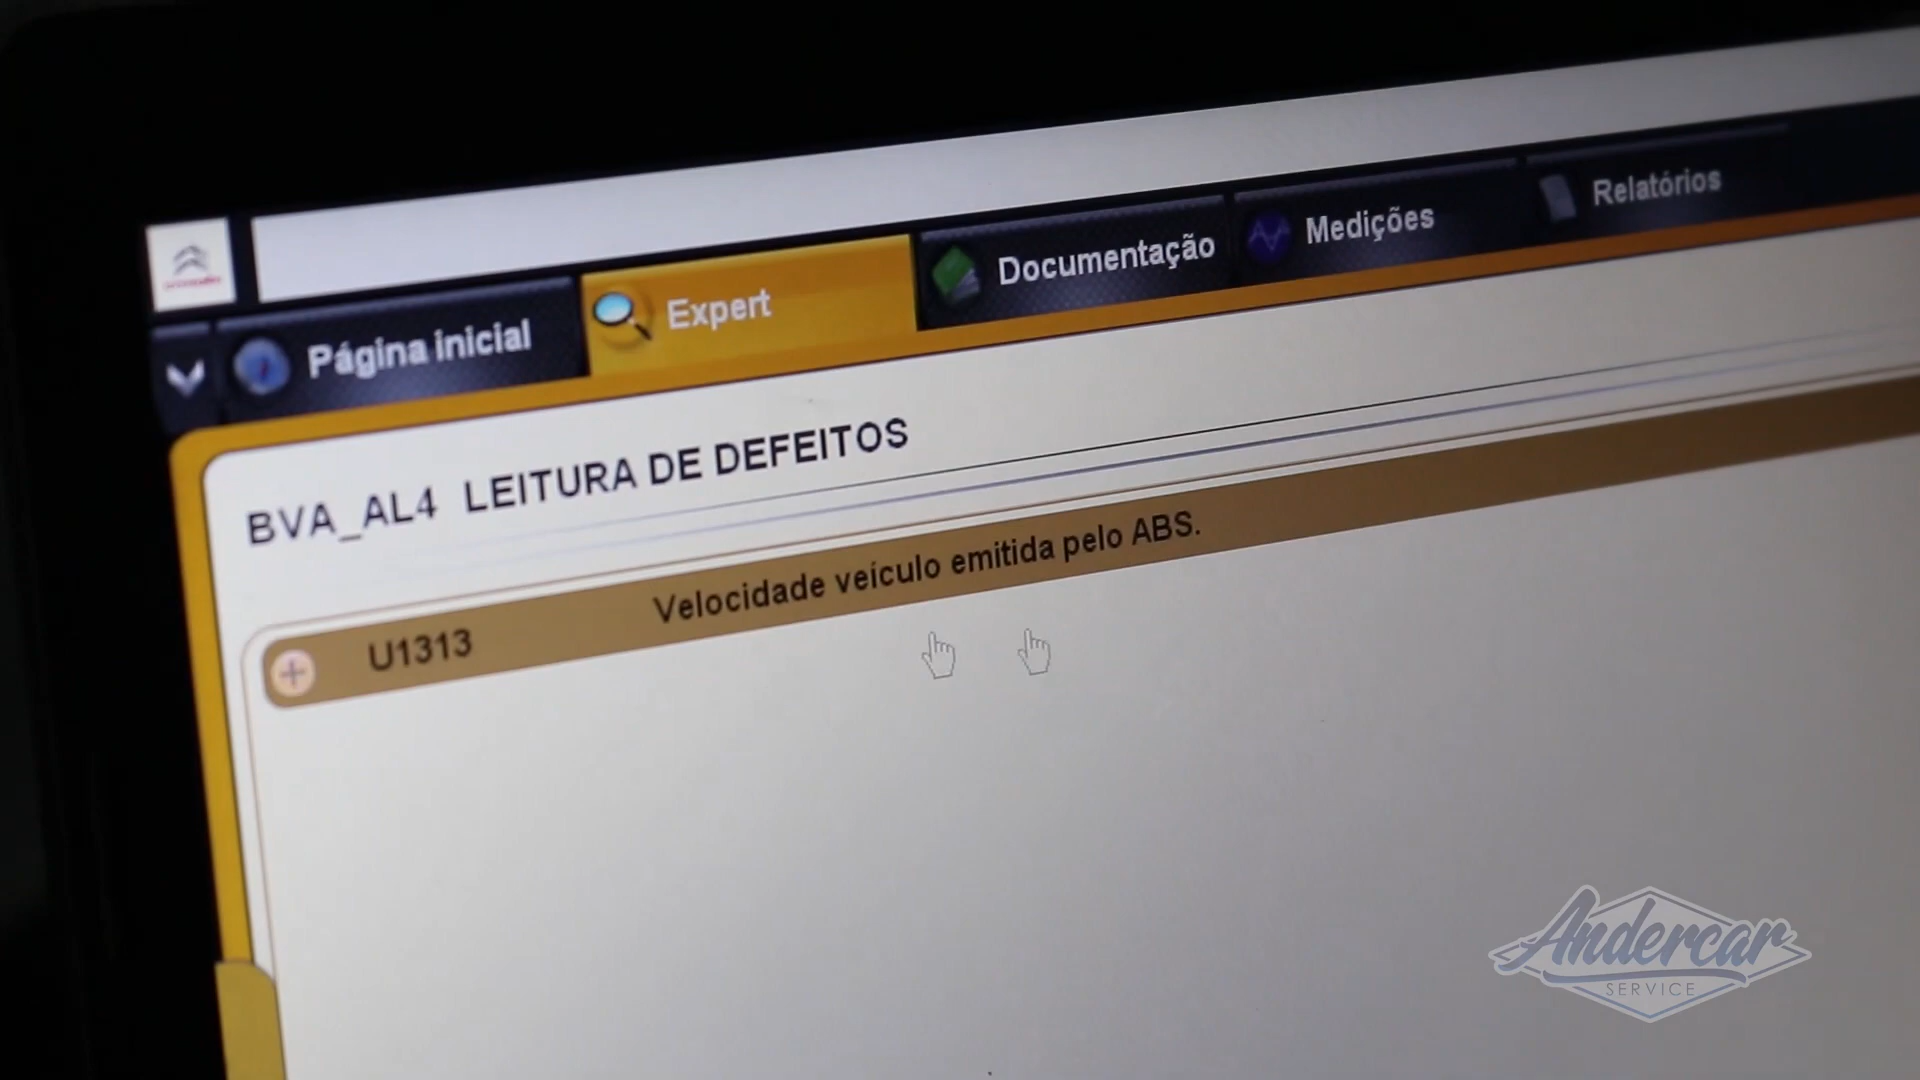 Página inicial
Expert
Documentação
Medições
Relatórios
BVA_AL4 LEITURA DE DEFEITOS
U1313 Velocidade veículo emitida pelo ABS.
Andercar
SERVICE